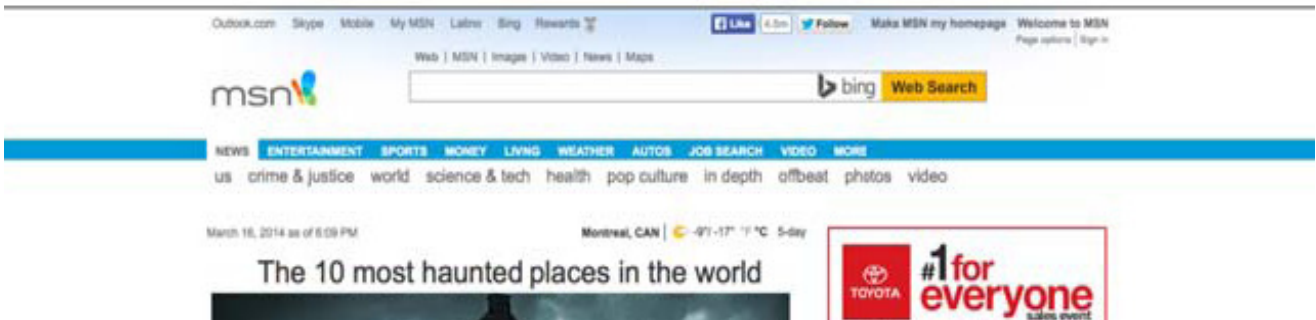 Outlook.com Skype Mobile My MSN Latino Bing Rewards Like 4.5m Follow Make MSN my homepage Welcome to MSN
Page options | Sign in
Web | MSN | Images | Video | News | Maps
msn bing Web Search
NEWS ENTERTAINMENT SPORTS MONEY LIVING WEATHER AUTOS JOB SEARCH VIDEO MORE
us crime & justice world science & tech health pop culture in depth offbeat photos video
March 16, 2014 as of 6:09 PM Montreal, CAN | -9°/-17° °F °C 5-day
The 10 most haunted places in the world
TOYOTA #1 for everyone
sales event